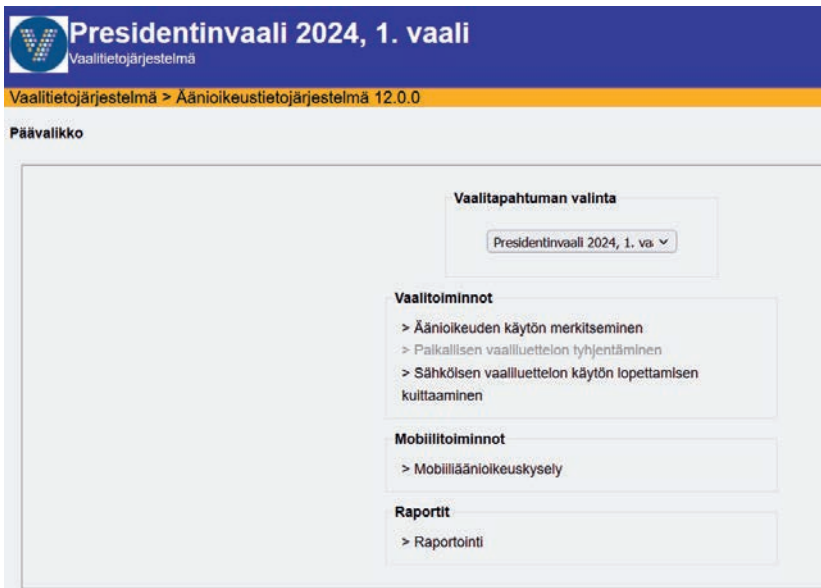 Presidentinvaali 2024, 1. vaali
Vaalitietojärjestelmä
Vaalitietojärjestelmä > Äänioikeustietojärjestelmä 12.0.0
Päävalikko
Vaalitapahtuman valinta
Presidentinvaali 2024, 1. va
Vaalitoiminnot
> Äänioikeuden käytön merkitseminen
> Paikallisen vaaliluettelon tyhjentäminen
> Sähköisen vaaliluettelon käytön lopettamisen
kuittaaminen
Mobiilitoiminnot
> Mobiiliäänioikeuskysely
Raportit
> Raportointi